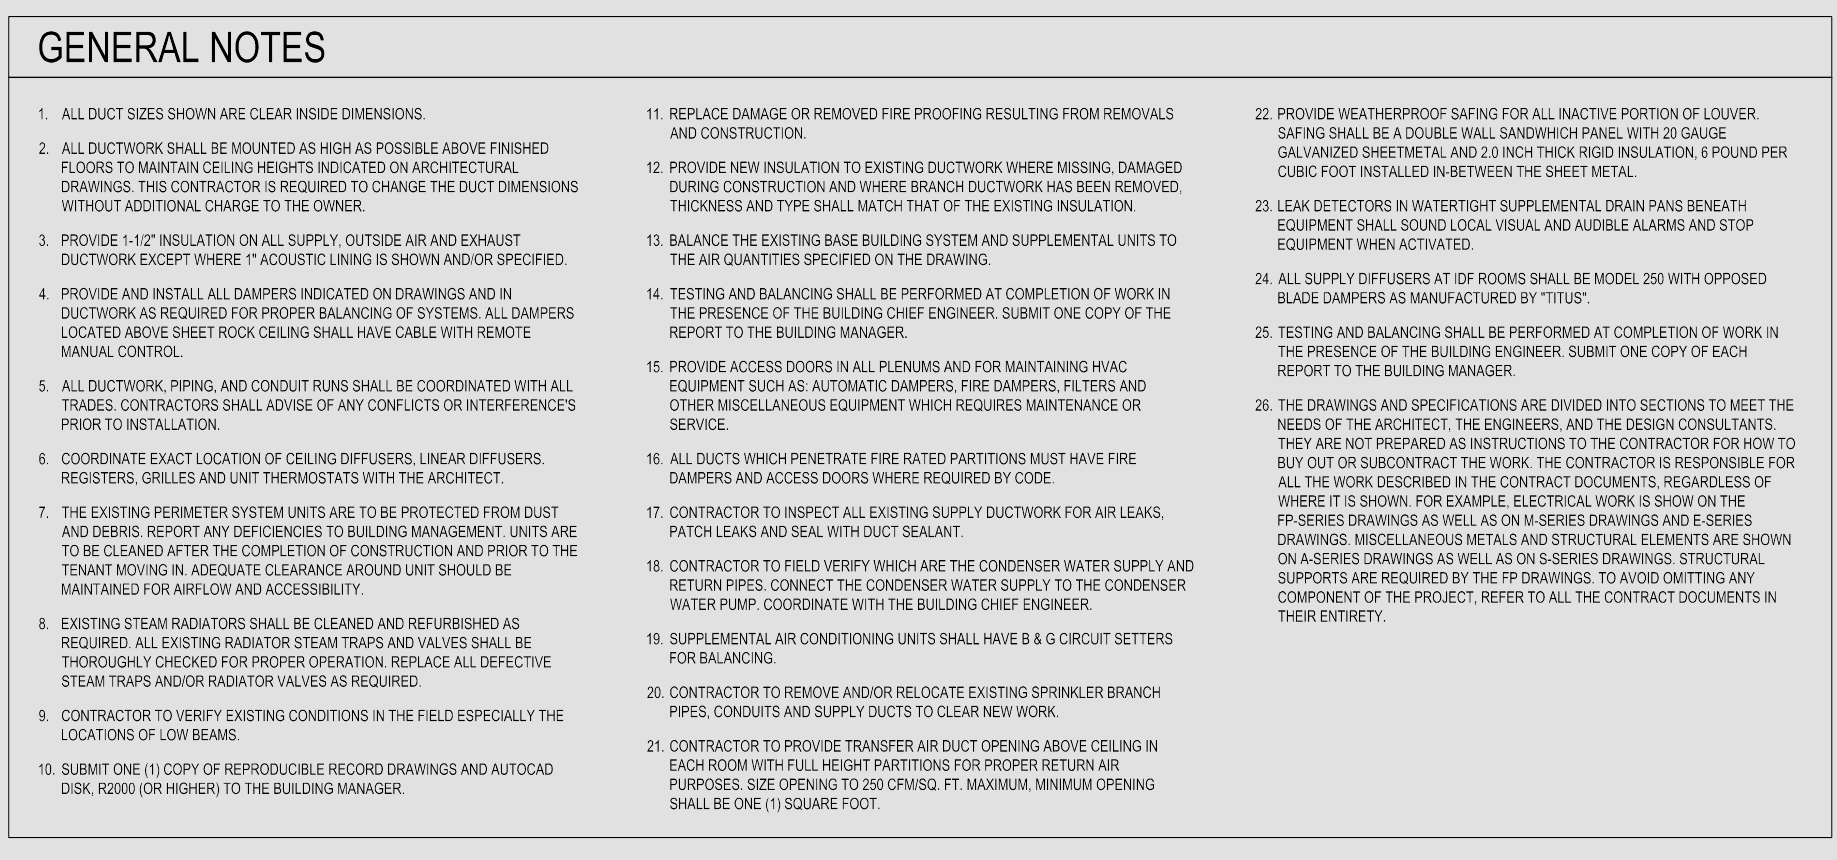 GENERAL NOTES
1. ALL DUCT SIZES SHOWN ARE CLEAR INSIDE DIMENSIONS.
2. ALL DUCTWORK SHALL BE MOUNTED AS HIGH AS POSSIBLE ABOVE FINISHED
FLOORS TO MAINTAIN CEILING HEIGHTS INDICATED ON ARCHITECTURAL
DRAWINGS. THIS CONTRACTOR IS REQUIRED TO CHANGE THE DUCT DIMENSIONS
WITHOUT ADDITIONAL CHARGE TO THE OWNER.
3. PROVIDE 1-1/2" INSULATION ON ALL SUPPLY, OUTSIDE AIR AND EXHAUST
DUCTWORK EXCEPT WHERE 1" ACOUSTIC LINING IS SHOWN AND/OR SPECIFIED.
4. PROVIDE AND INSTALL ALL DAMPERS INDICATED ON DRAWINGS AND IN
DUCTWORK AS REQUIRED FOR PROPER BALANCING OF SYSTEMS. ALL DAMPERS
LOCATED ABOVE SHEET ROCK CEILING SHALL HAVE CABLE WITH REMOTE
MANUAL CONTROL.
5. ALL DUCTWORK, PIPING, AND CONDUIT RUNS SHALL BE COORDINATED WITH ALL
TRADES. CONTRACTORS SHALL ADVISE OF ANY CONFLICTS OR INTERFERENCE'S
PRIOR TO INSTALLATION.
6. COORDINATE EXACT LOCATION OF CEILING DIFFUSERS, LINEAR DIFFUSERS.
REGISTERS, GRILLES AND UNIT THERMOSTATS WITH THE ARCHITECT.
7. THE EXISTING PERIMETER SYSTEM UNITS ARE TO BE PROTECTED FROM DUST
AND DEBRIS. REPORT ANY DEFICIENCIES TO BUILDING MANAGEMENT. UNITS ARE
TO BE CLEANED AFTER THE COMPLETION OF CONSTRUCTION AND PRIOR TO THE
TENANT MOVING IN. ADEQUATE CLEARANCE AROUND UNIT SHOULD BE
MAINTAINED FOR AIRFLOW AND ACCESSIBILITY.
8. EXISTING STEAM RADIATORS SHALL BE CLEANED AND REFURBISHED AS
REQUIRED. ALL EXISTING RADIATOR STEAM TRAPS AND VALVES SHALL BE
THOROUGHLY CHECKED FOR PROPER OPERATION. REPLACE ALL DEFECTIVE
STEAM TRAPS AND/OR RADIATOR VALVES AS REQUIRED.
9. CONTRACTOR TO VERIFY EXISTING CONDITIONS IN THE FIELD ESPECIALLY THE
LOCATIONS OF LOW BEAMS.
10. SUBMIT ONE (1) COPY OF REPRODUCIBLE RECORD DRAWINGS AND AUTOCAD
DISK, R2000 (OR HIGHER) TO THE BUILDING MANAGER.
11. REPLACE DAMAGE OR REMOVED FIRE PROOFING RESULTING FROM REMOVALS
AND CONSTRUCTION.
12. PROVIDE NEW INSULATION TO EXISTING DUCTWORK WHERE MISSING, DAMAGED
DURING CONSTRUCTION AND WHERE BRANCH DUCTWORK HAS BEEN REMOVED,
THICKNESS AND TYPE SHALL MATCH THAT OF THE EXISTING INSULATION.
13. BALANCE THE EXISTING BASE BUILDING SYSTEM AND SUPPLEMENTAL UNITS TO
THE AIR QUANTITIES SPECIFIED ON THE DRAWING.
14. TESTING AND BALANCING SHALL BE PERFORMED AT COMPLETION OF WORK IN
THE PRESENCE OF THE BUILDING CHIEF ENGINEER. SUBMIT ONE COPY OF THE
REPORT TO THE BUILDING MANAGER.
15. PROVIDE ACCESS DOORS IN ALL PLENUMS AND FOR MAINTAINING HVAC
EQUIPMENT SUCH AS: AUTOMATIC DAMPERS, FIRE DAMPERS, FILTERS AND
OTHER MISCELLANEOUS EQUIPMENT WHICH REQUIRES MAINTENANCE OR
SERVICE.
16. ALL DUCTS WHICH PENETRATE FIRE RATED PARTITIONS MUST HAVE FIRE
DAMPERS AND ACCESS DOORS WHERE REQUIRED BY CODE.
17. CONTRACTOR TO INSPECT ALL EXISTING SUPPLY DUCTWORK FOR AIR LEAKS,
PATCH LEAKS AND SEAL WITH DUCT SEALANT.
18. CONTRACTOR TO FIELD VERIFY WHICH ARE THE CONDENSER WATER SUPPLY AND
RETURN PIPES. CONNECT THE CONDENSER WATER SUPPLY TO THE CONDENSER
WATER PUMP. COORDINATE WITH THE BUILDING CHIEF ENGINEER.
19. SUPPLEMENTAL AIR CONDITIONING UNITS SHALL HAVE B & G CIRCUIT SETTERS
FOR BALANCING.
20. CONTRACTOR TO REMOVE AND/OR RELOCATE EXISTING SPRINKLER BRANCH
PIPES, CONDUITS AND SUPPLY DUCTS TO CLEAR NEW WORK.
21. CONTRACTOR TO PROVIDE TRANSFER AIR DUCT OPENING ABOVE CEILING IN
EACH ROOM WITH FULL HEIGHT PARTITIONS FOR PROPER RETURN AIR
PURPOSES. SIZE OPENING TO 250 CFM/SQ. FT. MAXIMUM, MINIMUM OPENING
SHALL BE ONE (1) SQUARE FOOT.
22. PROVIDE WEATHERPROOF SAFING FOR ALL INACTIVE PORTION OF LOUVER.
SAFING SHALL BE A DOUBLE WALL SANDWHICH PANEL WITH 20 GAUGE
GALVANIZED SHEETMETAL AND 2.0 INCH THICK RIGID INSULATION, 6 POUND PER
CUBIC FOOT INSTALLED IN-BETWEEN THE SHEET METAL.
23. LEAK DETECTORS IN WATERTIGHT SUPPLEMENTAL DRAIN PANS BENEATH
EQUIPMENT SHALL SOUND LOCAL VISUAL AND AUDIBLE ALARMS AND STOP
EQUIPMENT WHEN ACTIVATED.
24. ALL SUPPLY DIFFUSERS AT IDF ROOMS SHALL BE MODEL 250 WITH OPPOSED
BLADE DAMPERS AS MANUFACTURED BY "TITUS".
25. TESTING AND BALANCING SHALL BE PERFORMED AT COMPLETION OF WORK IN
THE PRESENCE OF THE BUILDING ENGINEER. SUBMIT ONE COPY OF EACH
REPORT TO THE BUILDING MANAGER.
26. THE DRAWINGS AND SPECIFICATIONS ARE DIVIDED INTO SECTIONS TO MEET THE
NEEDS OF THE ARCHITECT, THE ENGINEERS, AND THE DESIGN CONSULTANTS.
THEY ARE NOT PREPARED AS INSTRUCTIONS TO THE CONTRACTOR FOR HOW TO
BUY OUT OR SUBCONTRACT THE WORK. THE CONTRACTOR IS RESPONSIBLE FOR
ALL THE WORK DESCRIBED IN THE CONTRACT DOCUMENTS, REGARDLESS OF
WHERE IT IS SHOWN. FOR EXAMPLE, ELECTRICAL WORK IS SHOW ON THE
FP-SERIES DRAWINGS AS WELL AS ON M-SERIES DRAWINGS AND E-SERIES
DRAWINGS. MISCELLANEOUS METALS AND STRUCTURAL ELEMENTS ARE SHOWN
ON A-SERIES DRAWINGS AS WELL AS ON S-SERIES DRAWINGS. STRUCTURAL
SUPPORTS ARE REQUIRED BY THE FP DRAWINGS. TO AVOID OMITTING ANY
COMPONENT OF THE PROJECT, REFER TO ALL THE CONTRACT DOCUMENTS IN
THEIR ENTIRETY.